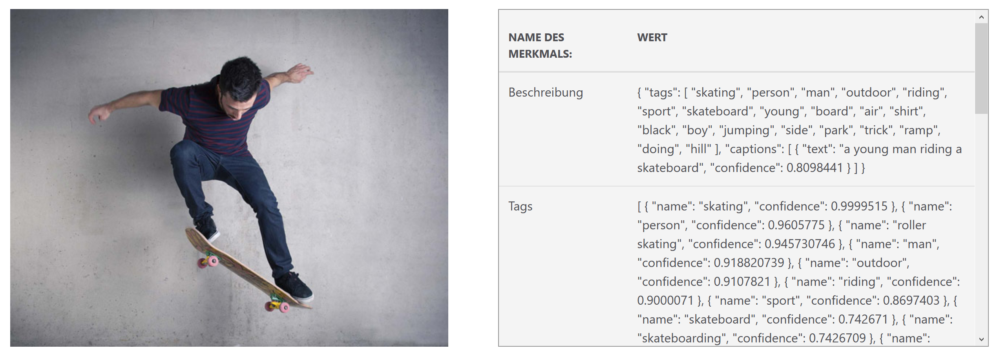 NAME DES
MERKMALS:
WERT
Beschreibung
{ "tags": [ "skating", "person", "man", "outdoor", "riding",
"sport", "skateboard", "young", "board", "air", "shirt",
"black", "boy", "jumping", "side", "park", "trick", "ramp",
"doing", "hill" ], "captions": [ { "text": "a young man riding a
skateboard", "confidence": 0.8098441 } ] }
Tags
[ { "name": "skating", "confidence": 0.9999515 }, { "name":
"person", "confidence": 0.9605775 }, { "name": "roller
skating", "confidence": 0.945730746 }, { "name": "man",
"confidence": 0.918820739 }, { "name": "outdoor",
"confidence": 0.9107821 }, { "name": "riding", "confidence":
0.9000071 }, { "name": "sport", "confidence": 0.8697403 }, {
"name": "skateboard", "confidence": 0.742671 }, { "name":
"skateboarding", "confidence": 0.7426709 }, { "name":